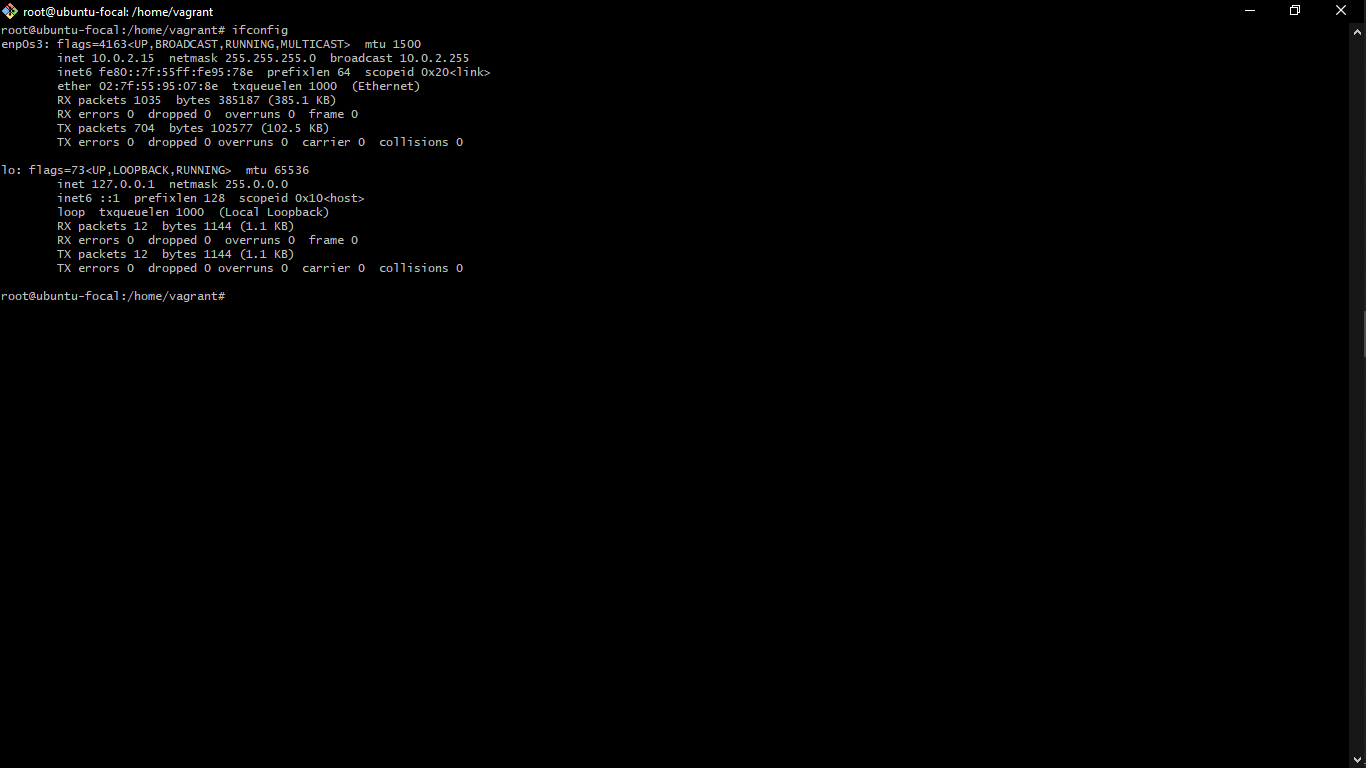 root@ubuntu-focal: /home/vagrant
root@ubuntu-focal:/home/vagrant# ifconfig
enp0s3: flags=4163<UP,BROADCAST,RUNNING,MULTICAST>  mtu 1500
        inet 10.0.2.15  netmask 255.255.255.0  broadcast 10.0.2.255
        inet6 fe80::7f:55ff:fe95:78e  prefixlen 64  scopeid 0x20<link>
        ether 02:7f:55:95:07:8e  txqueuelen 1000  (Ethernet)
        RX packets 1035  bytes 385187 (385.1 KB)
        RX errors 0  dropped 0  overruns 0  frame 0
        TX packets 704  bytes 102577 (102.5 KB)
        TX errors 0  dropped 0 overruns 0  carrier 0  collisions 0

lo: flags=73<UP,LOOPBACK,RUNNING>  mtu 65536
        inet 127.0.0.1  netmask 255.0.0.0
        inet6 ::1  prefixlen 128  scopeid 0x10<host>
        loop  txqueuelen 1000  (Local Loopback)
        RX packets 12  bytes 1144 (1.1 KB)
        RX errors 0  dropped 0  overruns 0  frame 0
        TX packets 12  bytes 1144 (1.1 KB)
        TX errors 0  dropped 0 overruns 0  carrier 0  collisions 0

root@ubuntu-focal:/home/vagrant#